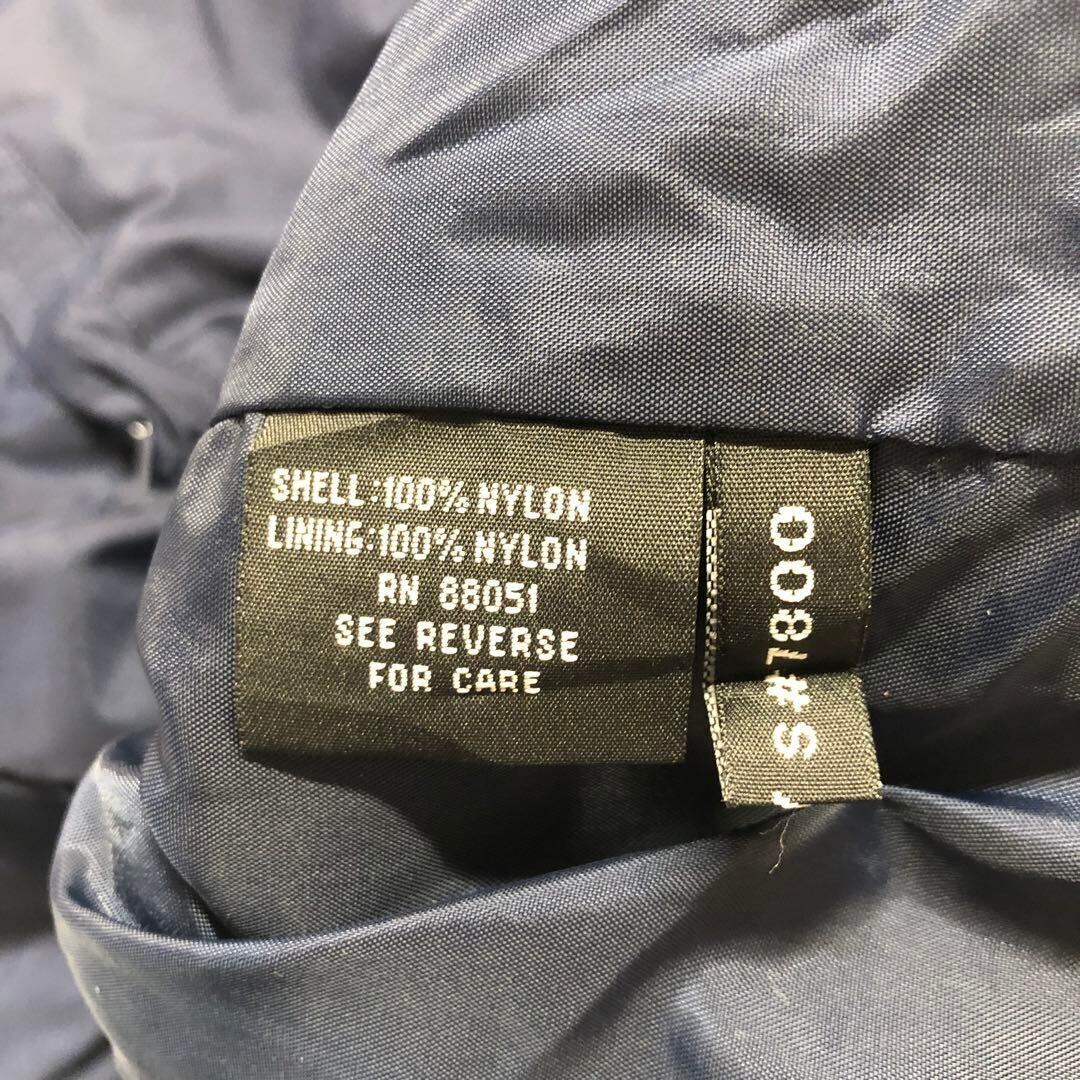 SHELL:100% NYLON
LINING:100% NYLON
RN 88051
SEE REVERSE
FOR CARE
S#7800